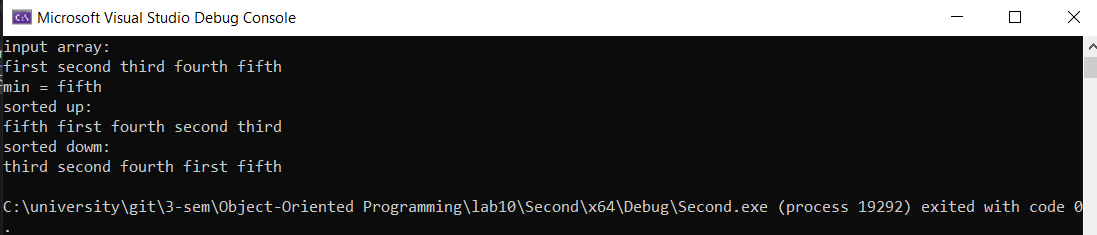 Microsoft Visual Studio Debug Console
input array:
first second third fourth fifth
min = fifth
sorted up:
fifth first fourth second third
sorted dowm:
third second fourth first fifth
C:\university\git\3-sem\Object-Oriented Programming\lab10\Second\x64\Debug\Second.exe (process 19292) exited with code 0
.